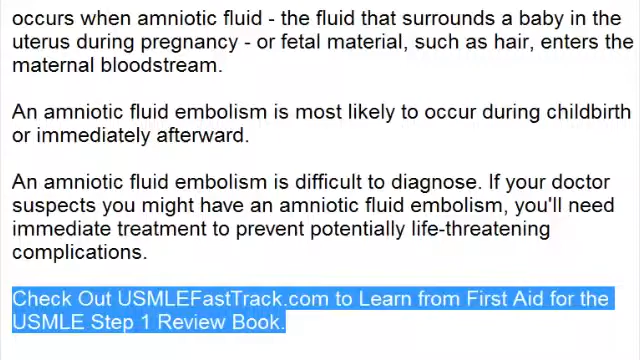 occurs when amniotic fluid - the fluid that surrounds a baby in the
uterus during pregnancy - or fetal material, such as hair, enters the
maternal bloodstream.
An amniotic fluid embolism is most likely to occur during childbirth
or immediately afterward.
An amniotic fluid embolism is difficult to diagnose. If your doctor
suspects you might have an amniotic fluid embolism, you'll need
immediate treatment to prevent potentially life-threatening
complications.
Check Out USMLEFastTrack.com to Learn from First Aid for the
USMLE Step 1 Review Book.